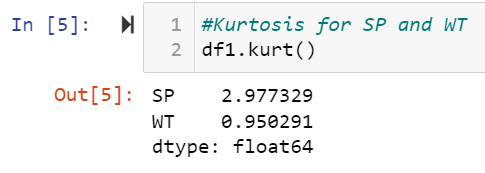 In [5]: 1 #Kurtosis for SP and WT
2 df1.kurt()
Out[5]: SP 2.977329
WT 0.950291
dtype: float64